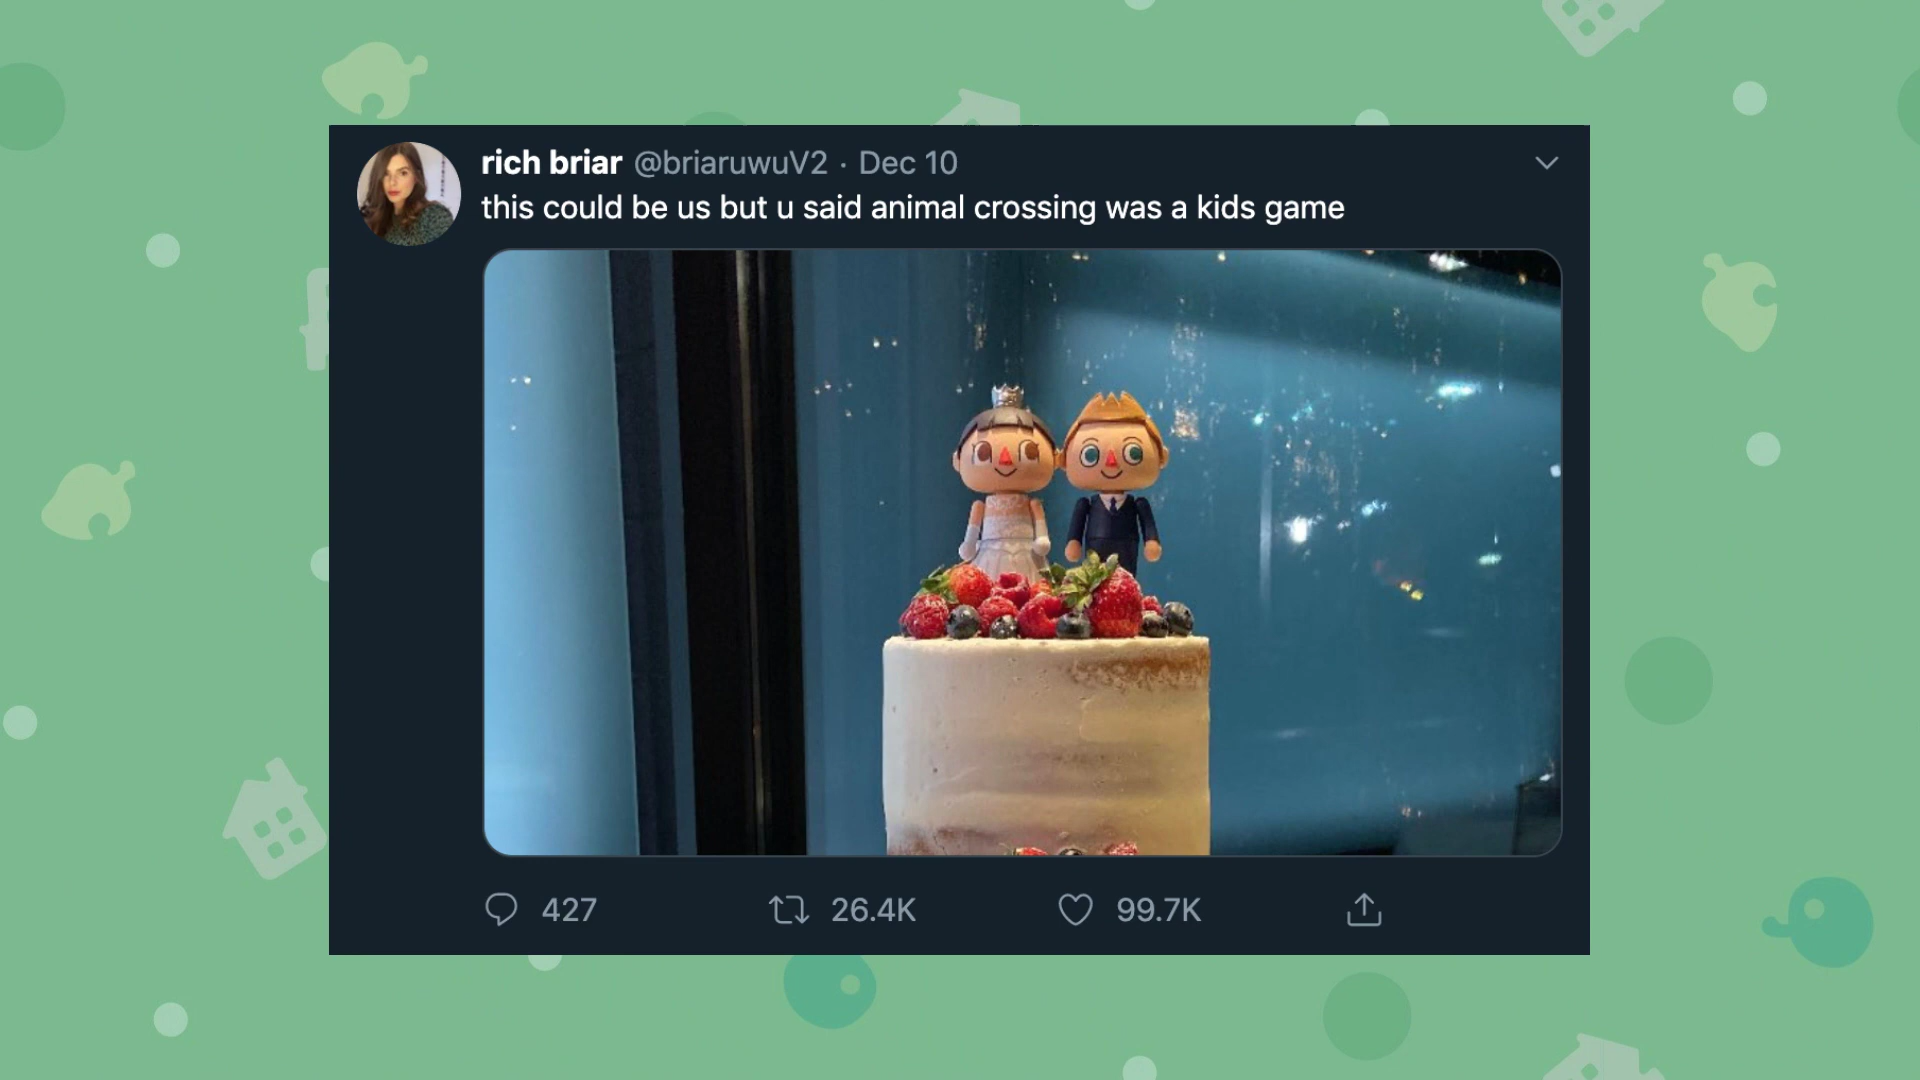 rich briar @briaruwuV2 · Dec 10
this could be us but u said animal crossing was a kids game
427 26.4K 99.7K